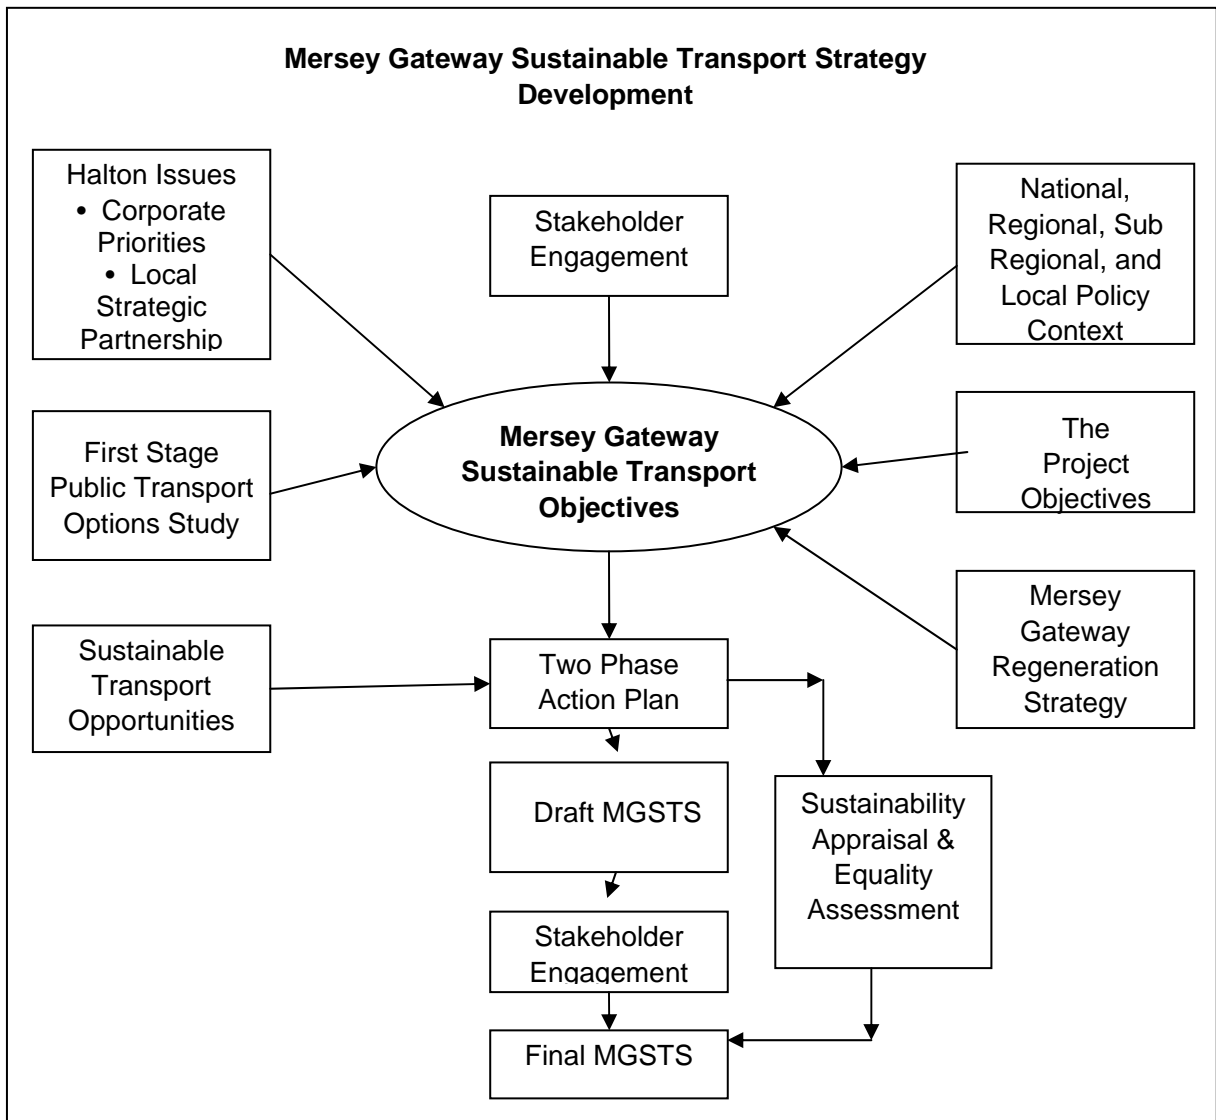 Mersey Gateway Sustainable Transport Strategy
Development
Halton Issues
• Corporate
Priorities
• Local
Strategic
Partnership
Stakeholder
Engagement
National,
Regional, Sub
Regional, and
Local Policy
Context
First Stage
Public Transport
Options Study
Mersey Gateway
Sustainable Transport
Objectives
The
Project
Objectives
Sustainable
Transport
Opportunities
Two Phase
Action Plan
Mersey
Gateway
Regeneration
Strategy
Draft MGSTS
Sustainability
Appraisal &
Equality
Assessment
Stakeholder
Engagement
Final MGSTS